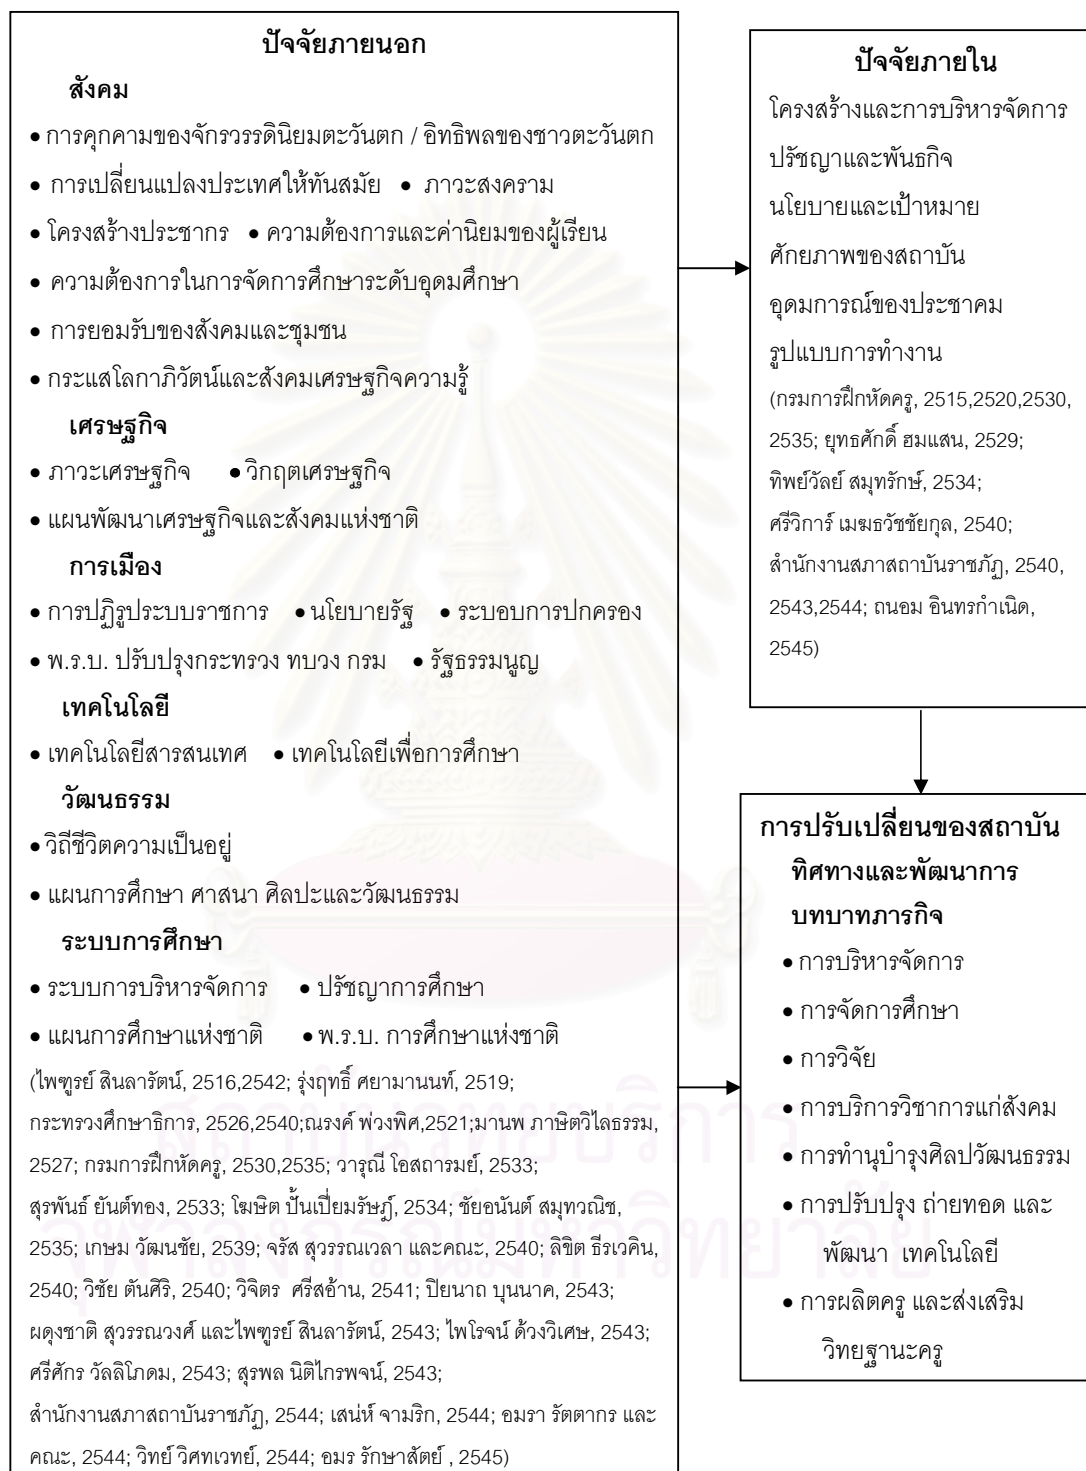 ปัจจัยภายนอก
สังคม
• การคุกคามของจักรวรรดินิยมตะวันตก / อิทธิพลของชาวตะวันตก
• การเปลี่ยนแปลงประเทศให้ทันสมัย • ภาวะสงคราม
• โครงสร้างประชากร • ความต้องการและค่านิยมของผู้เรียน
• ความต้องการในการจัดการศึกษาระดับอุดมศึกษา
• การยอมรับของสังคมและชุมชน
• กระแสโลกาภิวัตน์และสังคมเศรษฐกิจความรู้
เศรษฐกิจ
• ภาวะเศรษฐกิจ • วิกฤตเศรษฐกิจ
• แผนพัฒนาเศรษฐกิจและสังคมแห่งชาติ
การเมือง
• การปฏิรูประบบราชการ • นโยบายรัฐ • ระบอบการปกครอง
• พ.ร.บ. ปรับปรุงกระทรวง ทบวง กรม • รัฐธรรมนูญ
เทคโนโลยี
• เทคโนโลยีสารสนเทศ • เทคโนโลยีเพื่อการศึกษา
วัฒนธรรม
• วิถีชีวิตความเป็นอยู่
• แผนการศึกษา ศาสนา ศิลปะและวัฒนธรรม
ระบบการศึกษา
• ระบบการบริหารจัดการ • ปรัชญาการศึกษา
• แผนการศึกษาแห่งชาติ • พ.ร.บ. การศึกษาแห่งชาติ
(ไพฑูรย์ สินลารัตน์, 2516,2542; รุ่งฤทธิ์ ศยามานนท์, 2519;
กระทรวงศึกษาธิการ, 2526,2540;ณรงค์ พ่วงพิศ,2521;มานพ ภาษิตวิไลธรรม,
2527; กรมการฝึกหัดครู, 2530,2535; วารุณี โอสถารมย์, 2533;
สุรพันธ์ ยันต์ทอง, 2533; โฆษิต ปั้นเปี่ยมรัษฎ์, 2534; ชัยอนันต์ สมุทวณิช,
2535; เกษม วัฒนชัย, 2539; จรัส สุวรรณเวลา และคณะ, 2540; ลิขิต ธีรเวคิน,
2540; วิชัย ตันศิริ, 2540; วิจิตร ศรีสอ้าน, 2541; ปิยนาถ บุนนาค, 2543;
ผดุงชาติ สุวรรณวงศ์ และไพฑูรย์ สินลารัตน์, 2543; ไพโรจน์ ด้วงวิเศษ, 2543;
ศรีศักร วัลลิโภดม, 2543; สุรพล นิติไกรพจน์, 2543;
สำนักงานสภาสถาบันราชภัฏ, 2544; เสน่ห์ จามริก, 2544; อมรา รัตตากร และ
คณะ, 2544; วิทย์ วิศทเวทย์, 2544; อมร รักษาสัตย์ , 2545)
ปัจจัยภายใน
โครงสร้างและการบริหารจัดการ
ปรัชญาและพันธกิจ
นโยบายและเป้าหมาย
ศักยภาพของสถาบัน
อุดมการณ์ของประชาคม
รูปแบบการทำงาน
(กรมการฝึกหัดครู, 2515,2520,2530,
2535; ยุทธศักดิ์ ฮมแสน, 2529;
ทิพย์วัลย์ สมุทรักษ์, 2534;
ศรีวิการ์ เมฆธวัชชัยกุล, 2540;
สำนักงานสภาสถาบันราชภัฏ, 2540,
2543,2544; ถนอม อินทรกำเนิด,
2545)
การปรับเปลี่ยนของสถาบัน
ทิศทางและพัฒนาการ
บทบาทภารกิจ
• การบริหารจัดการ
• การจัดการศึกษา
• การวิจัย
• การบริการวิชาการแก่สังคม
• การทำนุบำรุงศิลปวัฒนธรรม
• การปรับปรุง ถ่ายทอด และ
พัฒนา เทคโนโลยี
• การผลิตครู และส่งเสริม
วิทยฐานะครู
สถาบันวิทยบริการ
จุฬาลงกรณ์มหาวิทยาลัย